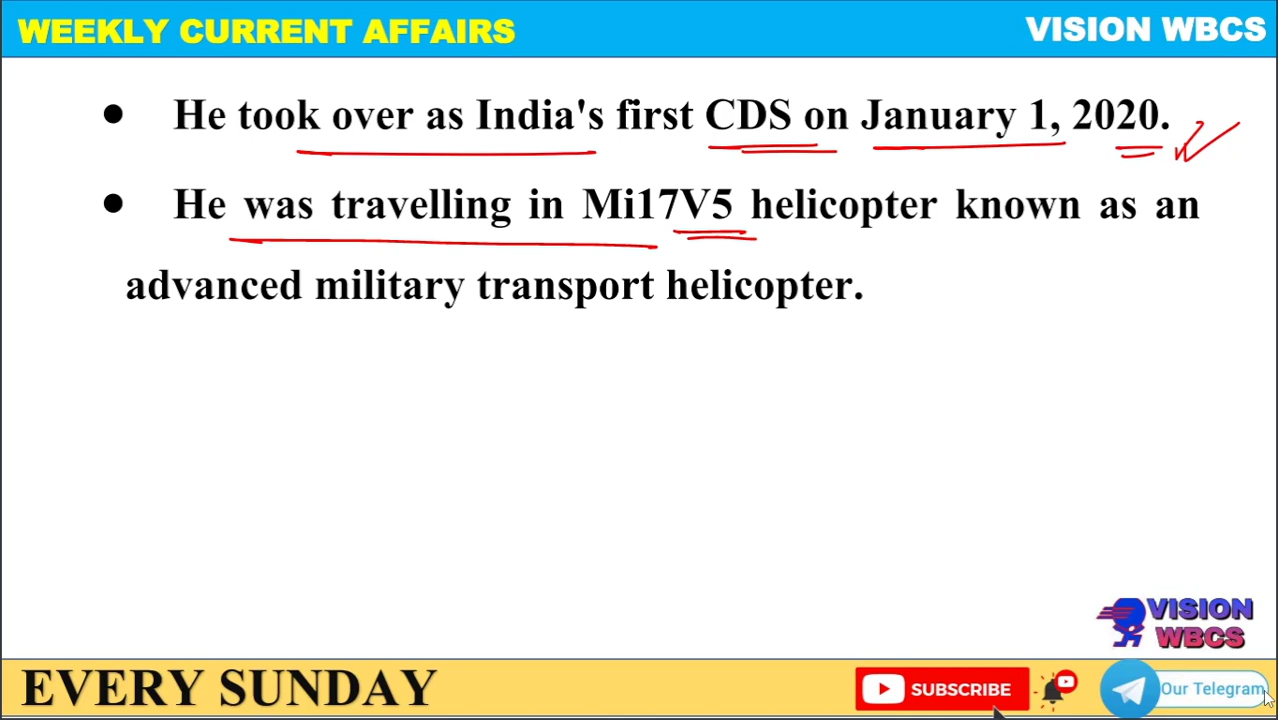 WEEKLY CURRENT AFFAIRS VISION WBCS
• He took over as India's first CDS on January 1, 2020.
• He was travelling in Mi17V5 helicopter known as an
advanced military transport helicopter.
VISION
WBCS
EVERY SUNDAY SUBSCRIBE Our Telegram